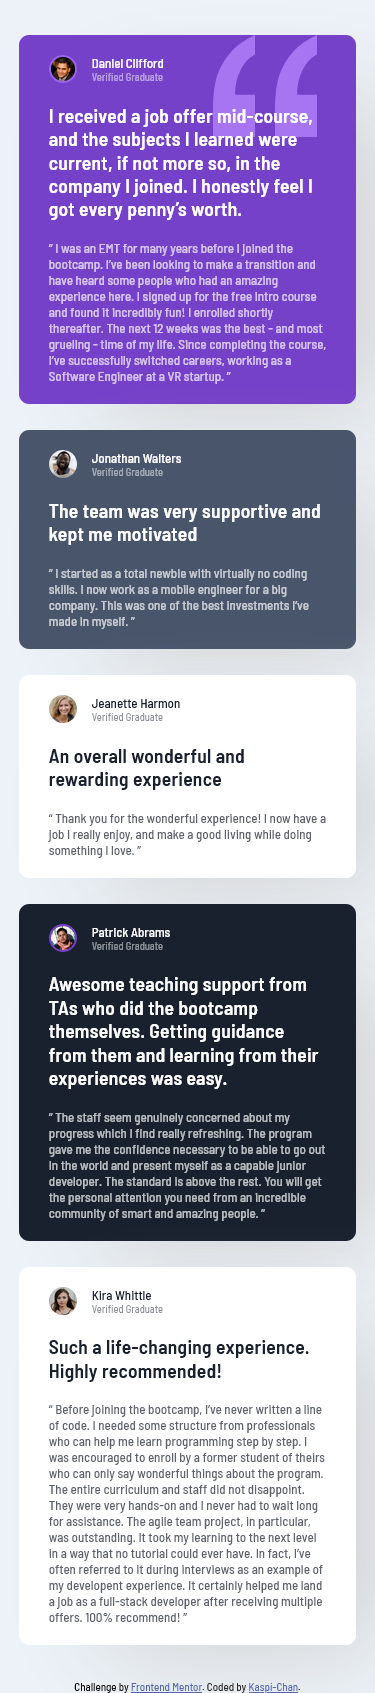 Daniel Clifford
Verified Graduate
I received a job offer mid-course,
and the subjects I learned were
current, if not more so, in the
company I joined. I honestly feel I
got every penny’s worth.
“ I was an EMT for many years before I joined the
bootcamp. I’ve been looking to make a transition and
have heard some people who had an amazing
experience here. I signed up for the free intro course
and found it incredibly fun! I enrolled shortly
thereafter. The next 12 weeks was the best - and most
grueling - time of my life. Since completing the course,
I’ve successfully switched careers, working as a
Software Engineer at a VR startup. ”
Jonathan Walters
Verified Graduate
The team was very supportive and
kept me motivated
“ I started as a total newbie with virtually no coding
skills. I now work as a mobile engineer for a big
company. This was one of the best investments I’ve
made in myself. ”
Jeanette Harmon
Verified Graduate
An overall wonderful and
rewarding experience
“ Thank you for the wonderful experience! I now have a
job I really enjoy, and make a good living while doing
something I love. ”
Patrick Abrams
Verified Graduate
Awesome teaching support from
TAs who did the bootcamp
themselves. Getting guidance
from them and learning from their
experiences was easy.
“ The staff seem genuinely concerned about my
progress which I find really refreshing. The program
gave me the confidence necessary to be able to go out
in the world and present myself as a capable junior
developer. The standard is above the rest. You will get
the personal attention you need from an incredible
community of smart and amazing people. ”
Kira Whittle
Verified Graduate
Such a life-changing experience.
Highly recommended!
“ Before joining the bootcamp, I’ve never written a line
of code. I needed some structure from professionals
who can help me learn programming step by step. I
was encouraged to enroll by a former student of theirs
who can only say wonderful things about the program.
The entire curriculum and staff did not disappoint.
They were very hands-on and I never had to wait long
for assistance. The agile team project, in particular,
was outstanding. It took my learning to the next level
in a way that no tutorial could ever have. In fact, I’ve
often referred to it during interviews as an example of
my developent experience. It certainly helped me land
a job as a full-stack developer after receiving multiple
offers. 100% recommend! ”
Challenge by Frontend Mentor. Coded by Kaspi-Chan.